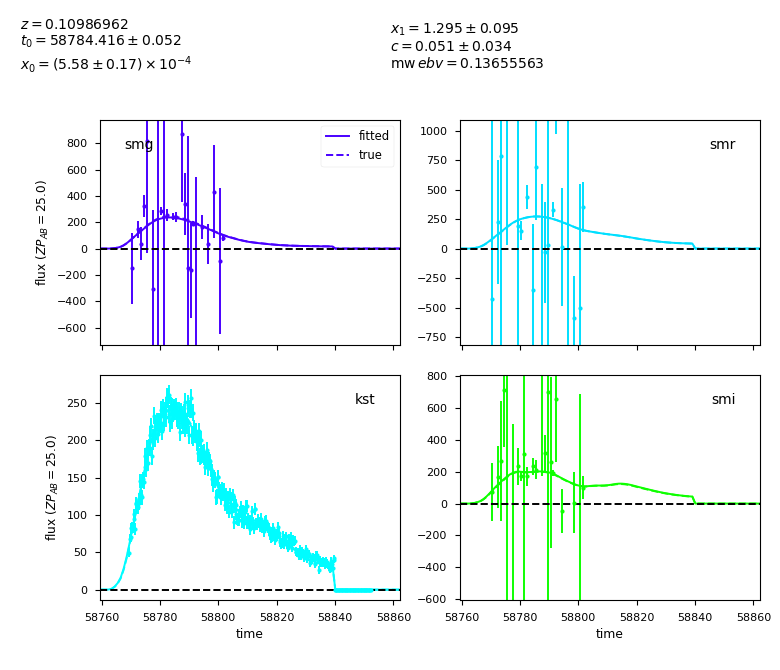 z = 0.10986962
t₀ = 58784.416 ± 0.052
x₀ = (5.58 ± 0.17) × 10⁻⁴
x₁ = 1.295 ± 0.095
c = 0.051 ± 0.034
mw ebv = 0.13655563
smg
fitted
true
800
600
400
200
0
−200
−400
−600
flux (ZP_AB = 25.0)
smr
1000
750
500
250
0
−250
−500
−750
kst
250
200
150
100
50
0
flux (ZP_AB = 25.0)
58760 58780 58800 58820 58840 58860
time
smi
800
600
400
200
0
−200
−400
−600
58760 58780 58800 58820 58840 58860
time